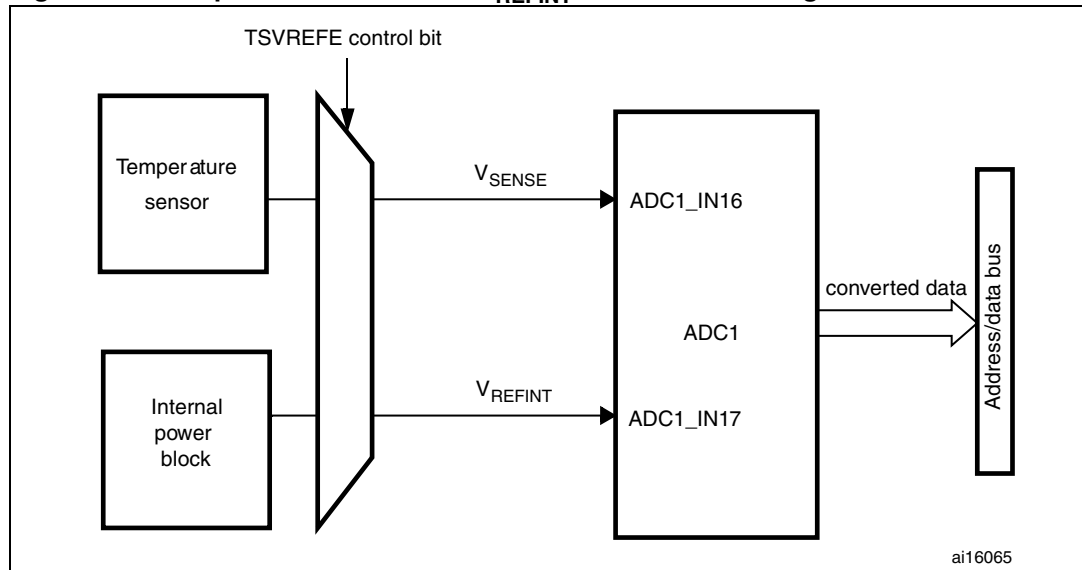 REFINT
TSVREFE control bit
Temperature
sensor
VSENSE
ADC1_IN16
converted data
Address/data bus
ADC1
VREFINT
ADC1_IN17
Internal
power
block
ai16065